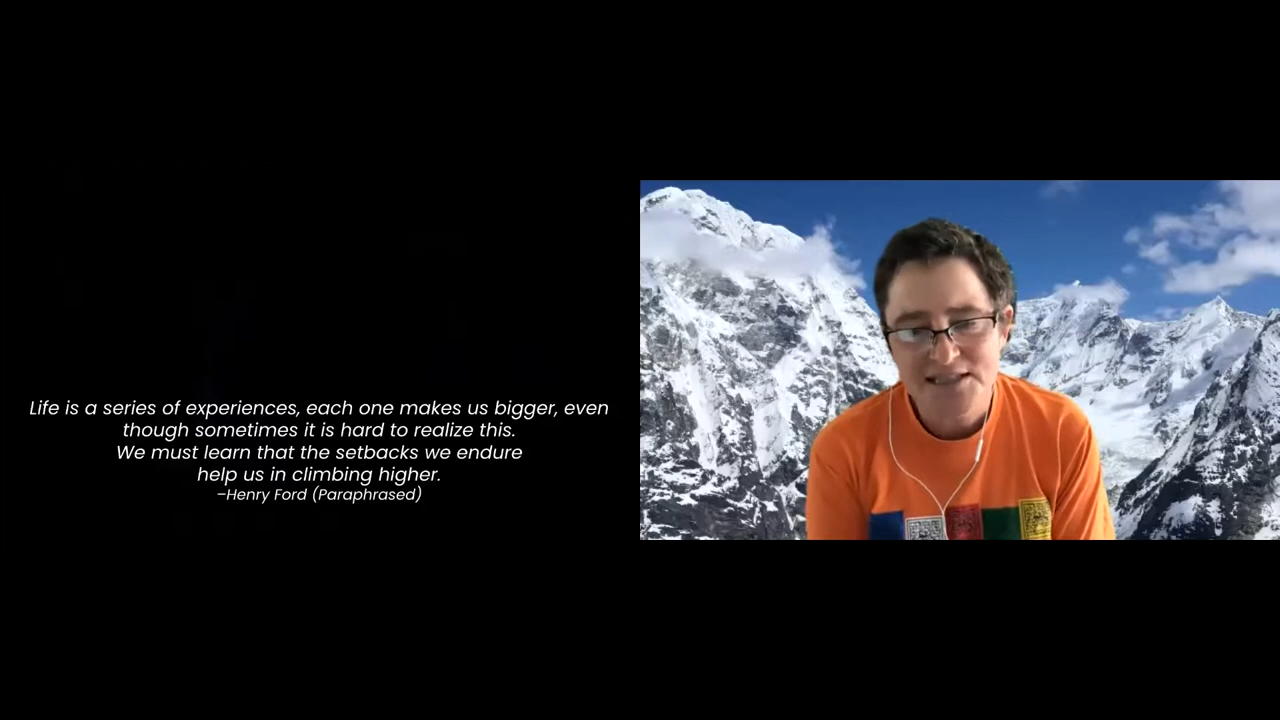 Life is a series of experiences, each one makes us bigger, even
though sometimes it is hard to realize this.
We must learn that the setbacks we endure
help us in climbing higher.
–Henry Ford (Paraphrased)